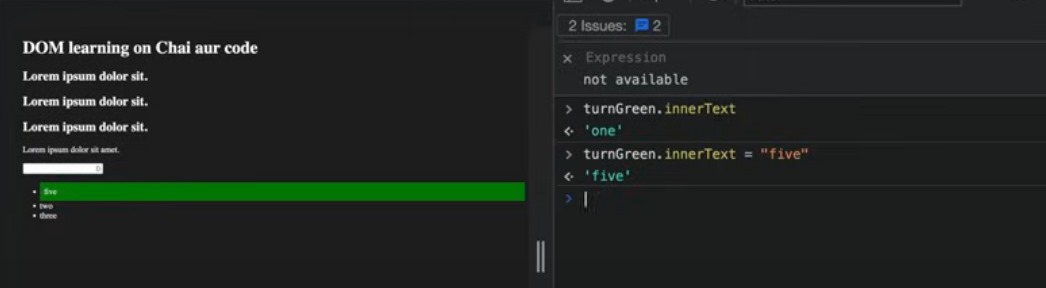 DOM learning on Chai aur code
Lorem ipsum dolor sit.
Lorem ipsum dolor sit.
Lorem ipsum dolor sit.
Lorem ipsum dolor sit amet.
five
two
three
2 Issues: 2
Expression
not available
turnGreen.innerText
'one'
turnGreen.innerText = "five"
'five'